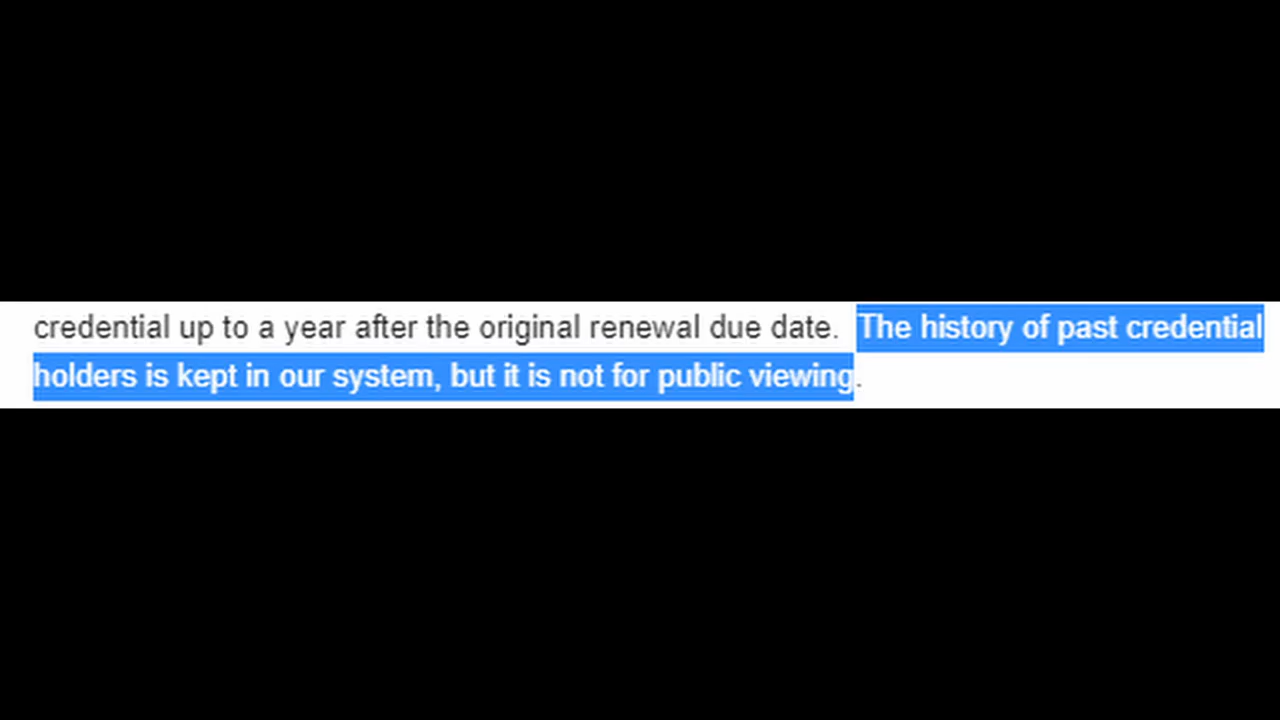 credential up to a year after the original renewal due date.  The history of past credential
holders is kept in our system, but it is not for public viewing.